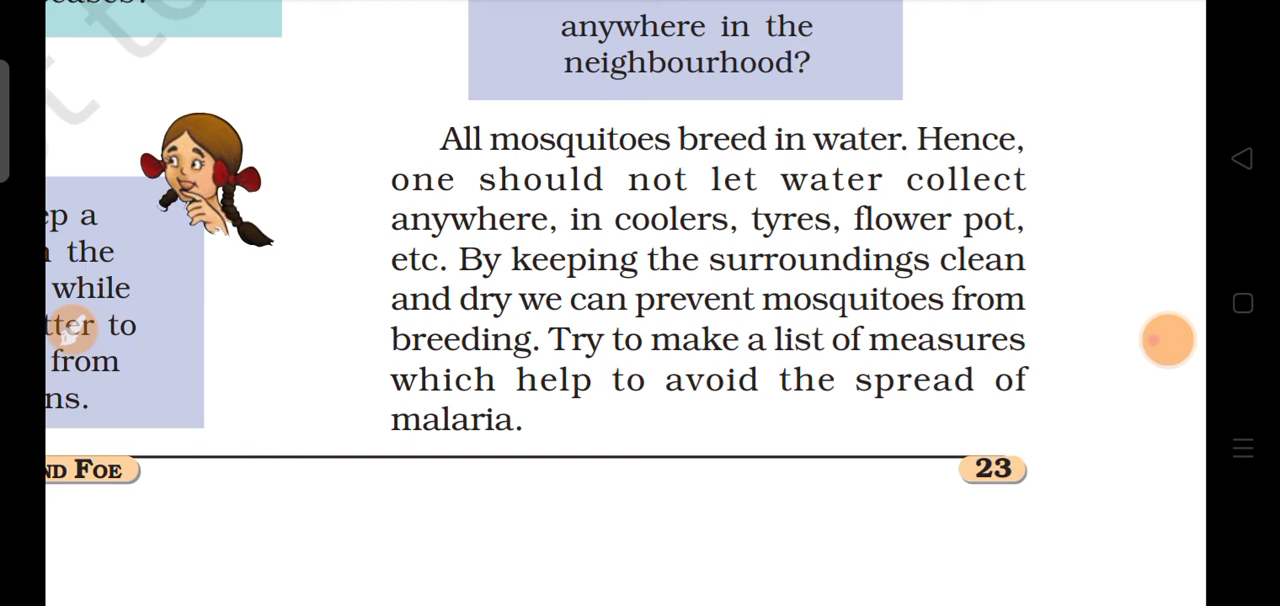 anywhere in the
neighbourhood?
All mosquitoes breed in water. Hence,
one should not let water collect
anywhere, in coolers, tyres, flower pot,
etc. By keeping the surroundings clean
and dry we can prevent mosquitoes from
breeding. Try to make a list of measures
which help to avoid the spread of
malaria.
a
the
while
to
from
FOE
23